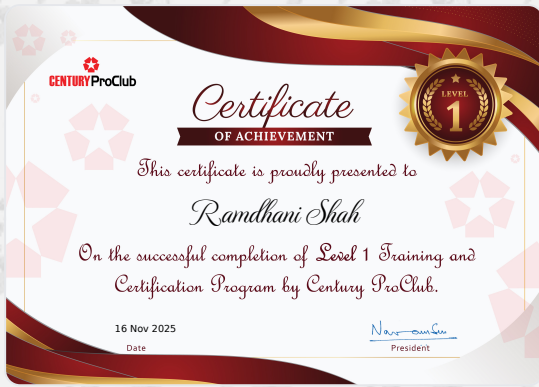 CENTURY ProClub
LEVEL
1
Certificate
OF ACHIEVEMENT
This certificate is proudly presented to
Ramdhani Shah
On the successful completion of Level 1 Training and
Certification Program by Century ProClub.
16 Nov 2025
Date
President